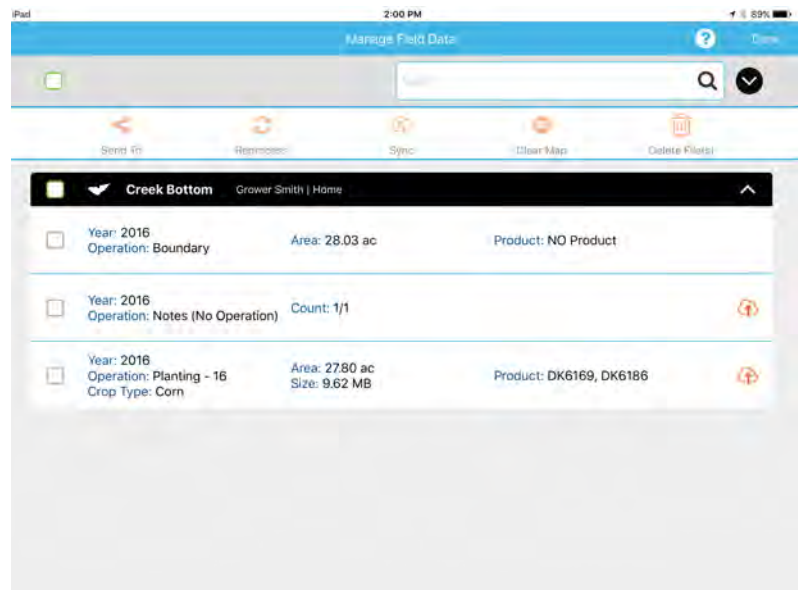 iPad 2:00 PM 89%
Manage Field Data
Done
Send To Reprocess Sync Clear Map Delete File(s)
Creek Bottom Grower Smith | Home
Year: 2016
Operation: Boundary Area: 28.03 ac Product: NO Product
Year: 2016
Operation: Notes (No Operation) Count: 1/1
Year: 2016
Operation: Planting - 16 Area: 27.80 ac Product: DK6169, DK6186
Crop Type: Corn Size: 9.62 MB